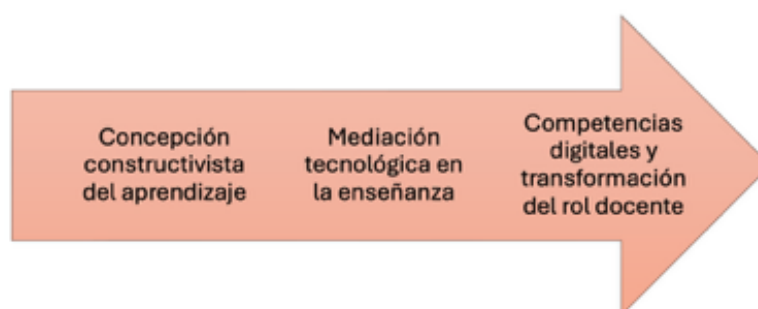 Concepción
constructivista
del aprendizaje
Mediación
tecnológica en
la enseñanza
Competencias
digitales y
transformación
del rol docente